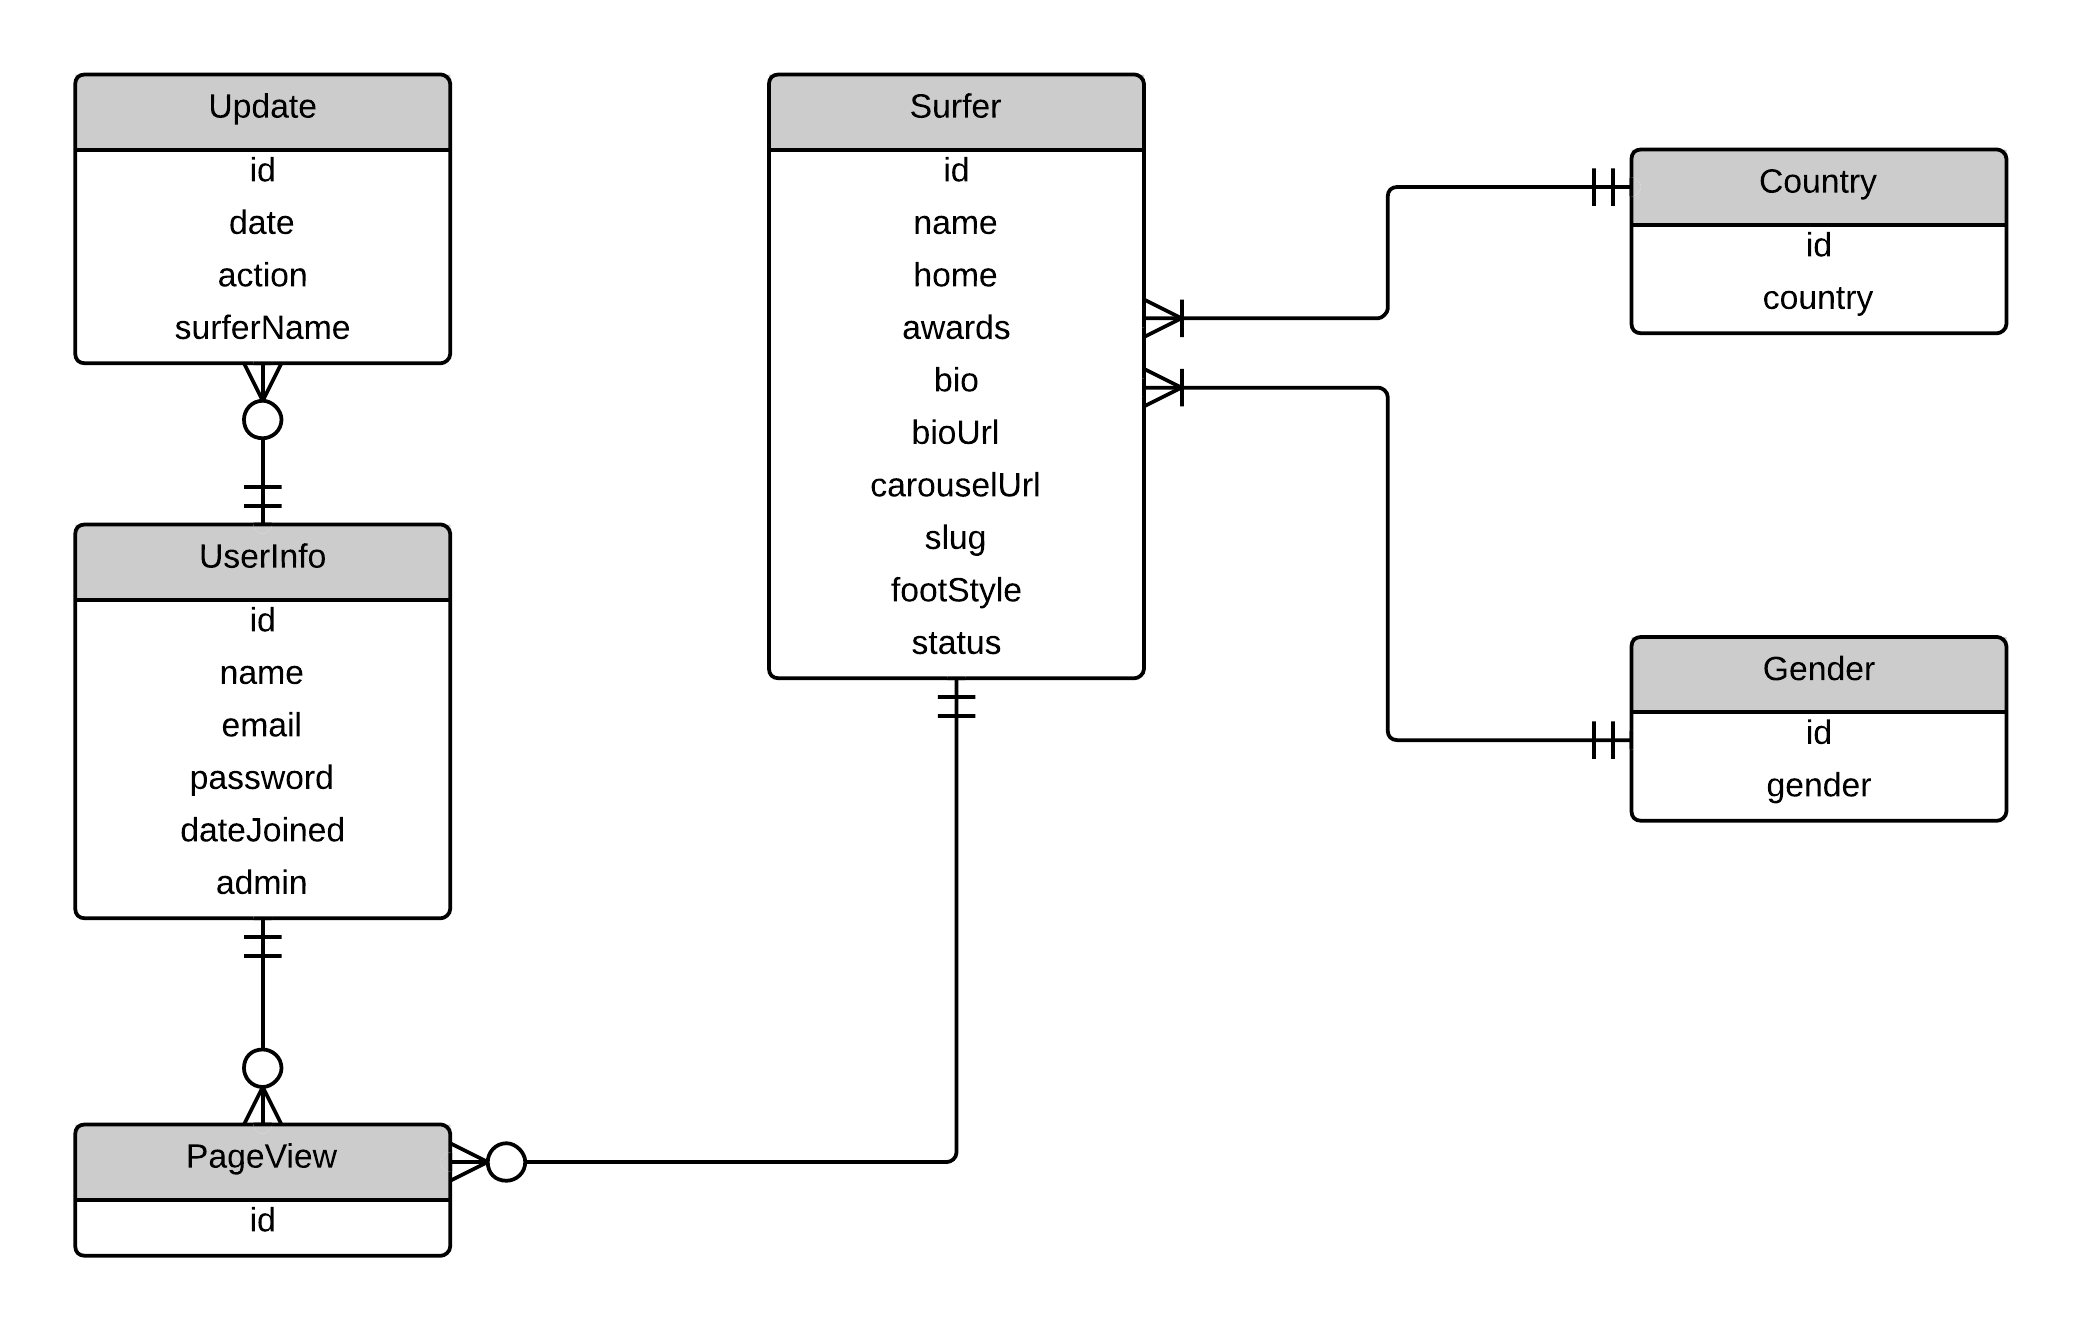 Update
id
date
action
surferName
UserInfo
id
name
email
password
dateJoined
admin
PageView
id
Surfer
id
name
home
awards
bio
bioUrl
carouselUrl
slug
footStyle
status
Country
id
country
Gender
id
gender